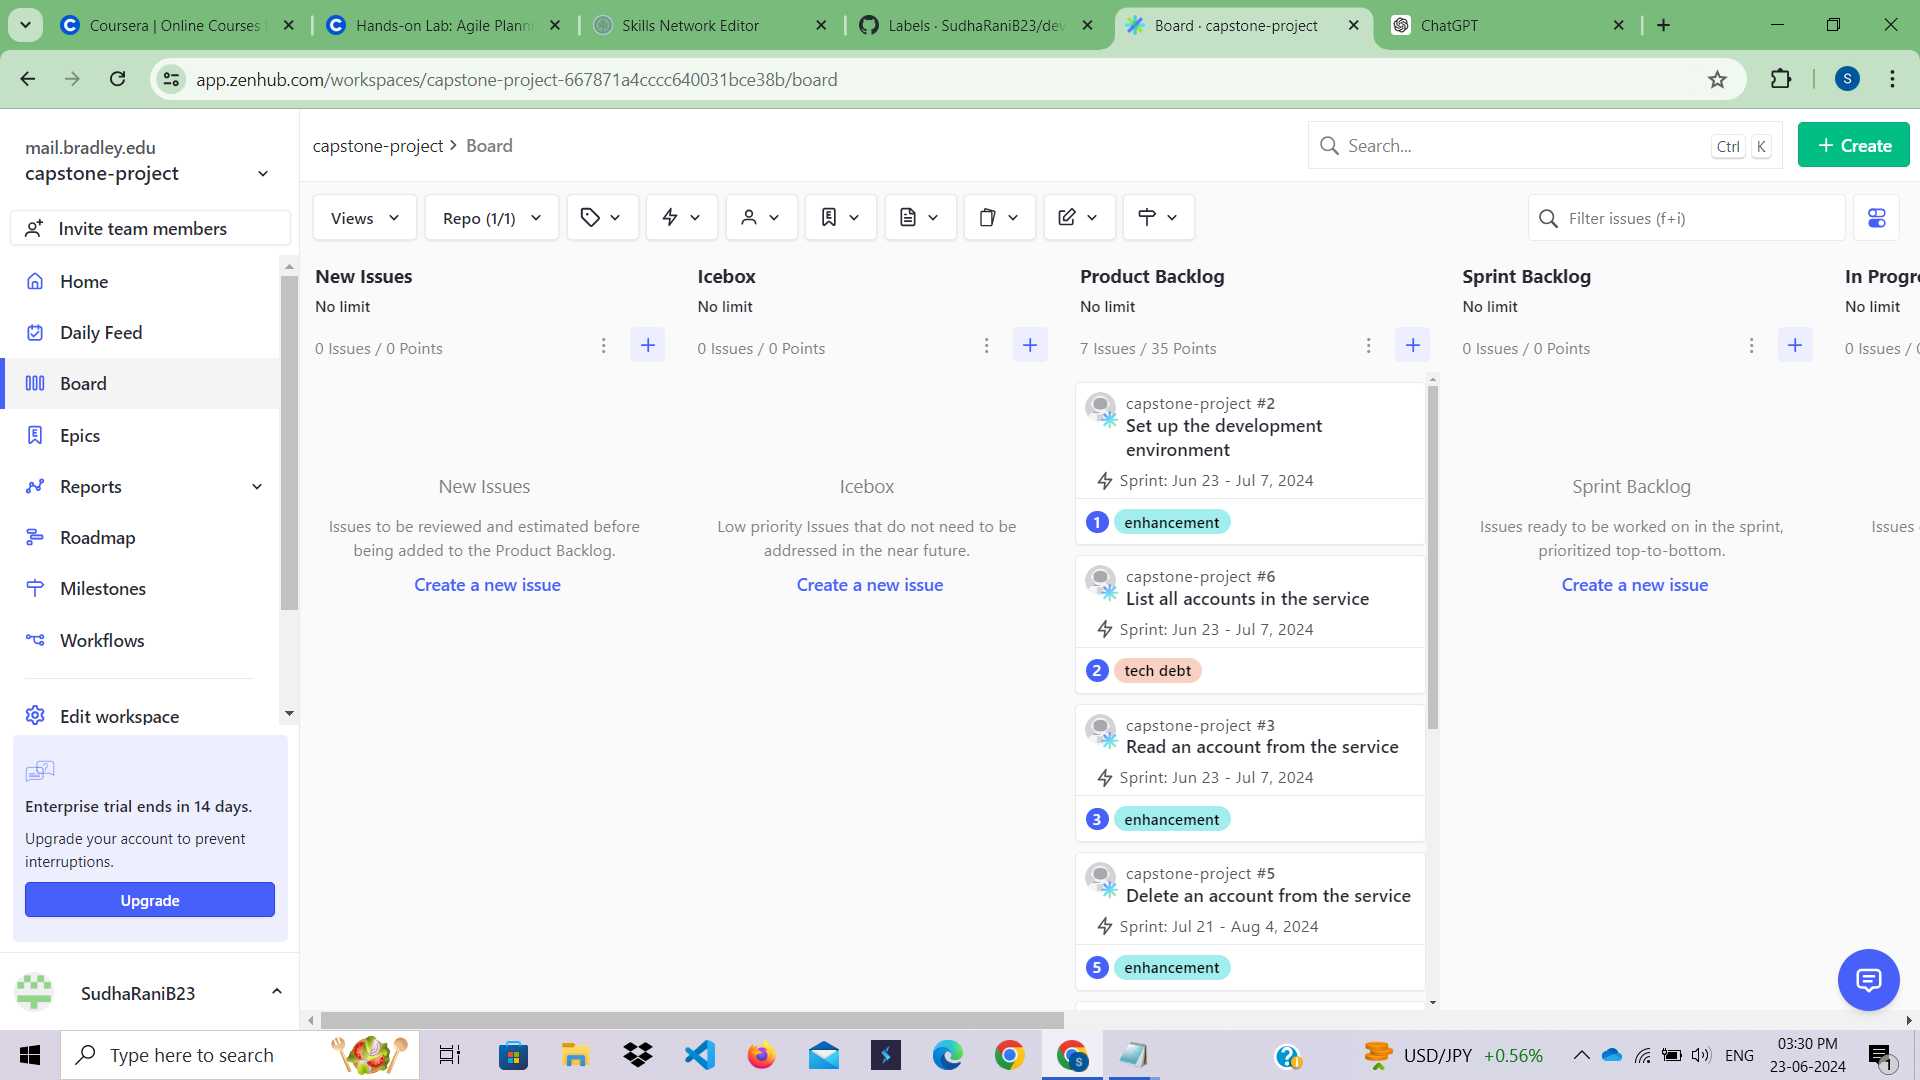 Coursera | Online Courses
Hands-on Lab: Agile Planni
Skills Network Editor
Labels · SudhaRaniB23/dev
Board · capstone-project
ChatGPT
app.zenhub.com/workspaces/capstone-project-667871a4cccc640031bce38b/board
S
mail.bradley.edu
capstone-project
Invite team members
Home
Daily Feed
Board
Epics
Reports
Roadmap
Milestones
Workflows
Edit workspace
Enterprise trial ends in 14 days.
Upgrade your account to prevent
interruptions.
Upgrade
SudhaRaniB23
capstone-project > Board
Search...
Ctrl K
+ Create
Views
Repo (1/1)
Filter issues (f+i)
New Issues
No limit
0 Issues / 0 Points
New Issues
Issues to be reviewed and estimated before
being added to the Product Backlog.
Create a new issue
Icebox
No limit
0 Issues / 0 Points
Icebox
Low priority Issues that do not need to be
addressed in the near future.
Create a new issue
Product Backlog
No limit
7 Issues / 35 Points
capstone-project #2
Set up the development
environment
Sprint: Jun 23 - Jul 7, 2024
1 enhancement
capstone-project #6
List all accounts in the service
Sprint: Jun 23 - Jul 7, 2024
2 tech debt
capstone-project #3
Read an account from the service
Sprint: Jun 23 - Jul 7, 2024
3 enhancement
capstone-project #5
Delete an account from the service
Sprint: Jul 21 - Aug 4, 2024
5 enhancement
Sprint Backlog
No limit
0 Issues / 0 Points
Sprint Backlog
Issues ready to be worked on in the sprint,
prioritized top-to-bottom.
Create a new issue
In Progr
No limit
0 Issues / 0
Issues
Type here to search
USD/JPY +0.56%
ENG
03:30 PM
23-06-2024
1